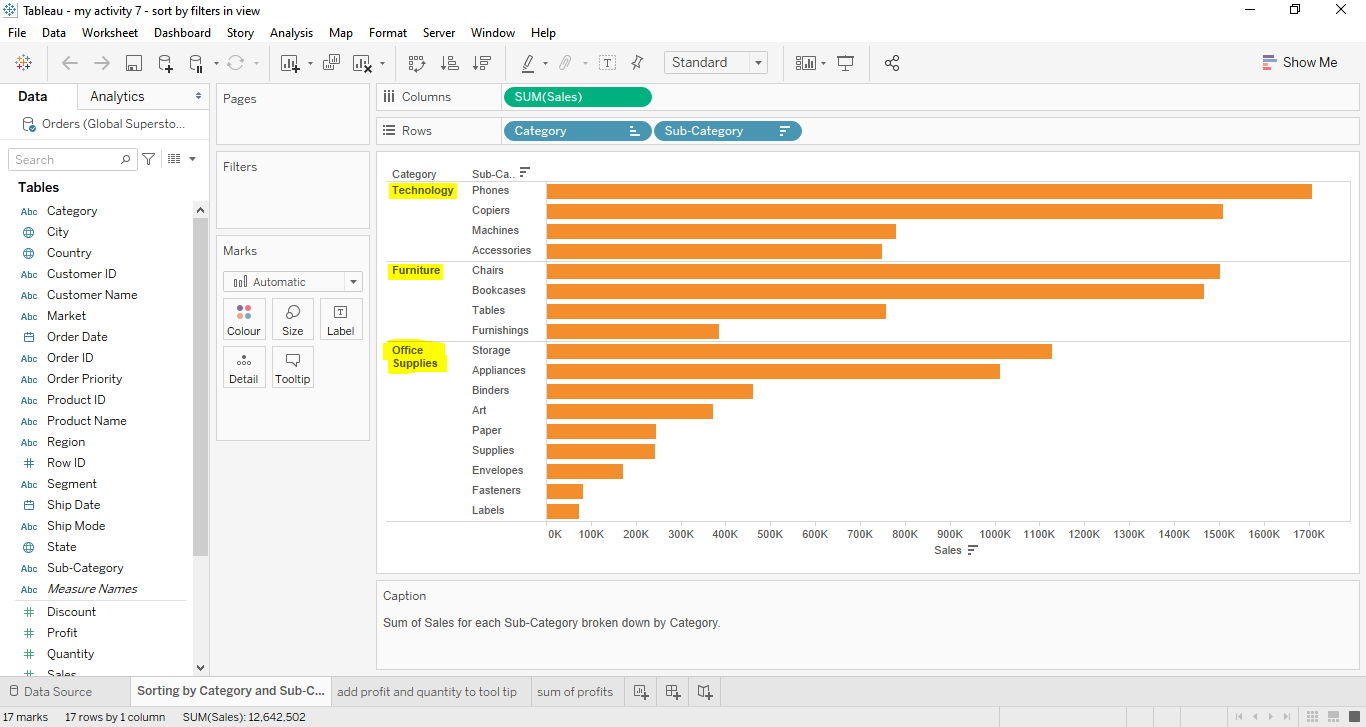 Tableau - my activity 7 - sort by filters in view
File Data Worksheet Dashboard Story Analysis Map Format Server Window Help
Standard
Show Me
Data Analytics
Orders (Global Supersto...
Search
Tables
Abc Category
City
Country
Abc Customer ID
Abc Customer Name
Abc Market
Order Date
Abc Order ID
Abc Order Priority
Abc Product ID
Abc Product Name
Abc Region
# Row ID
Abc Segment
Ship Date
Abc Ship Mode
State
Abc Sub-Category
Abc Measure Names
# Discount
# Profit
# Quantity
# Sales
Pages
Filters
Marks
Automatic
Colour Size T Label
Detail Tooltip
Columns SUM(Sales)
Rows Category Sub-Category
Category Sub-Ca..
Technology Phones
Copiers
Machines
Accessories
Furniture Chairs
Bookcases
Tables
Furnishings
Office
Supplies
Storage
Appliances
Binders
Art
Paper
Supplies
Envelopes
Fasteners
Labels
0K 100K 200K 300K 400K 500K 600K 700K 800K 900K 1000K 1100K 1200K 1300K 1400K 1500K 1600K 1700K
Sales
Caption
Sum of Sales for each Sub-Category broken down by Category.
Data Source Sorting by Category and Sub-C... add profit and quantity to tool tip sum of profits
17 marks 17 rows by 1 column SUM(Sales): 12,642,502